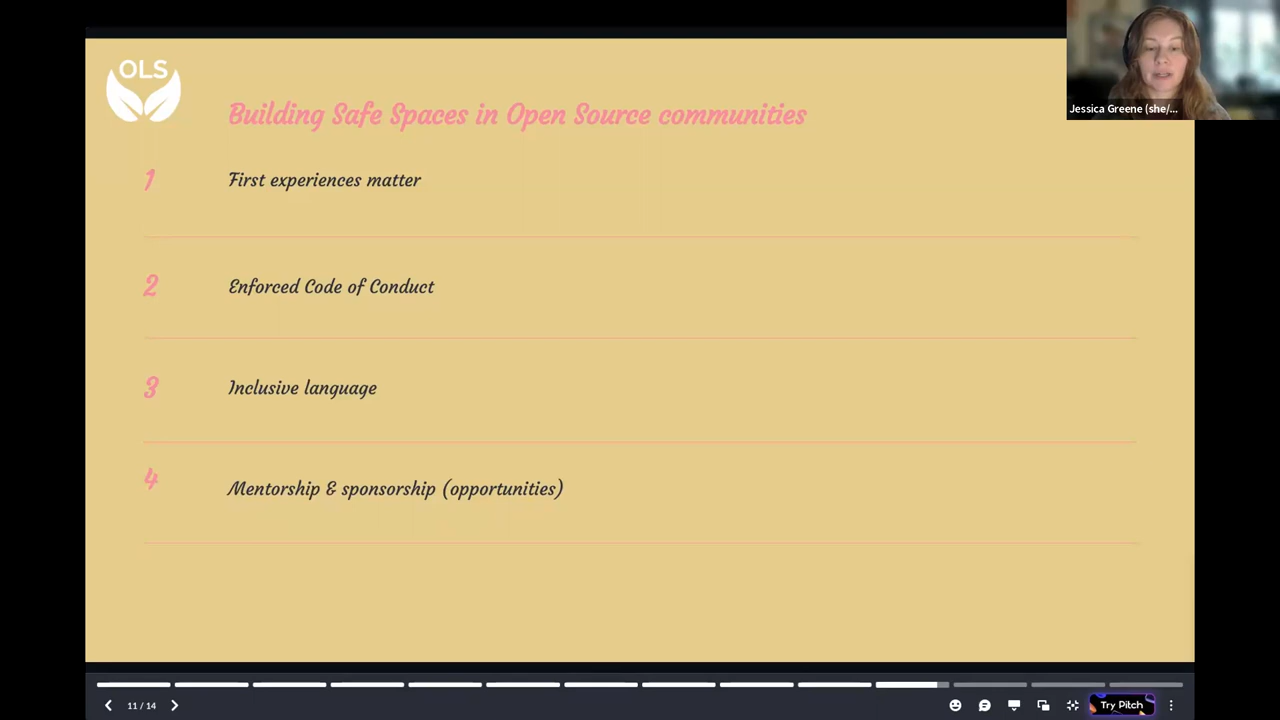 OLS
Jessica Greene (she/...
Building Safe Spaces in Open Source communities
1
First experiences matter
2
Enforced Code of Conduct
3
Inclusive language
4
Mentorship & sponsorship (opportunities)
11 / 14
Try Pitch